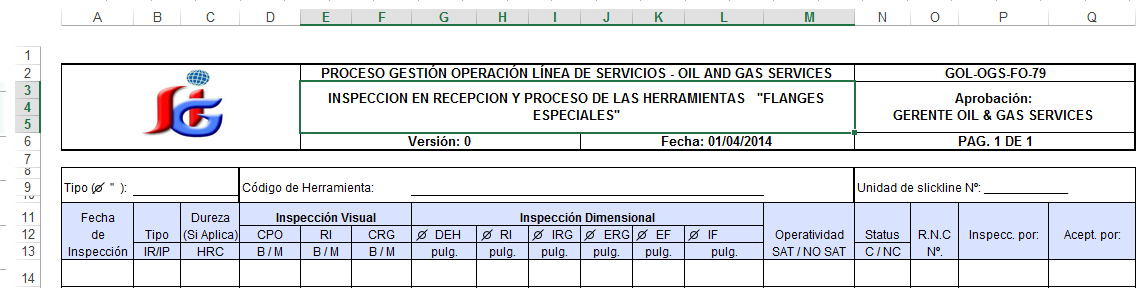 A B C D E F G H I J K L M N O P Q
1
2 PROCESO GESTIÓN OPERACIÓN LÍNEA DE SERVICIOS - OIL AND GAS SERVICES GOL-OGS-FO-79
3
4 INSPECCION EN RECEPCION Y PROCESO DE LAS HERRAMIENTAS "FLANGES Aprobación:
5 ESPECIALES" GERENTE OIL & GAS SERVICES
6 Versión: 0 Fecha: 01/04/2014 PAG. 1 DE 1
7
8
9 Tipo (Ø " ): Código de Herramienta: Unidad de slickline Nº:
10
11 Fecha Dureza Inspección Visual Inspección Dimensional
12 de Tipo (Si Aplica) CPO RI CRG Ø DEH Ø RI Ø IRG Ø ERG Ø EF Ø IF Operatividad Status R.N.C Inspecc. por: Acept. por:
13 Inspección IR/IP HRC B / M B / M B / M pulg. pulg. pulg. pulg. pulg. pulg. SAT / NO SAT C / NC Nº.
14